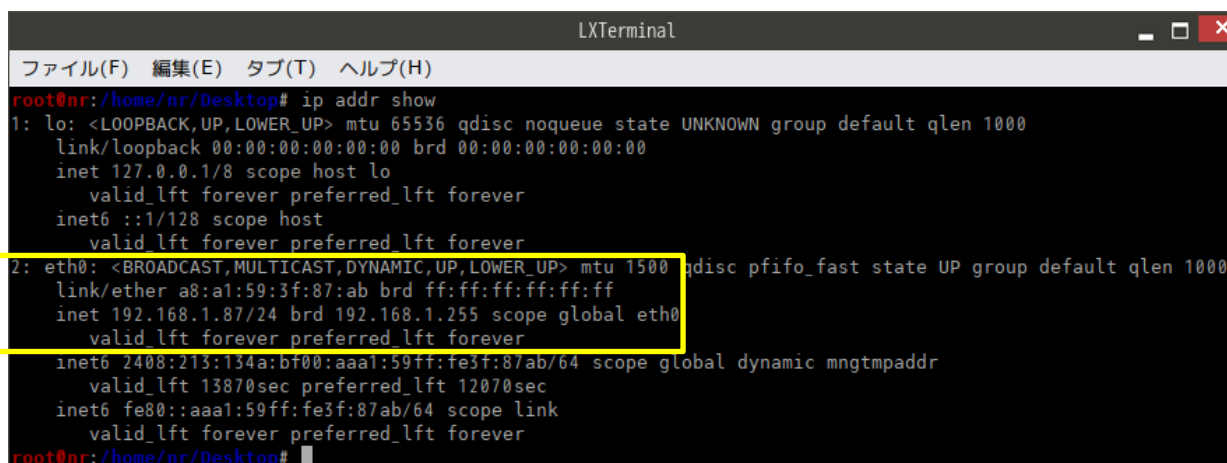 LXTerminal
ファイル(F) 編集(E) タブ(T) ヘルプ(H)
root@nr:/home/nr/Desktop# ip addr show
1: lo: <LOOPBACK,UP,LOWER_UP> mtu 65536 qdisc noqueue state UNKNOWN group default qlen 1000
    link/loopback 00:00:00:00:00:00 brd 00:00:00:00:00:00
    inet 127.0.0.1/8 scope host lo
       valid_lft forever preferred_lft forever
    inet6 ::1/128 scope host
       valid_lft forever preferred_lft forever
2: eth0: <BROADCAST,MULTICAST,DYNAMIC,UP,LOWER_UP> mtu 1500 qdisc pfifo_fast state UP group default qlen 1000
    link/ether a8:a1:59:3f:87:ab brd ff:ff:ff:ff:ff:ff
    inet 192.168.1.87/24 brd 192.168.1.255 scope global eth0
       valid_lft forever preferred_lft forever
    inet6 2408:213:134a:bf00:aaa1:59ff:fe3f:87ab/64 scope global dynamic mngtmpaddr
       valid_lft 13870sec preferred_lft 12070sec
    inet6 fe80::aaa1:59ff:fe3f:87ab/64 scope link
       valid_lft forever preferred_lft forever
root@nr:/home/nr/Desktop#